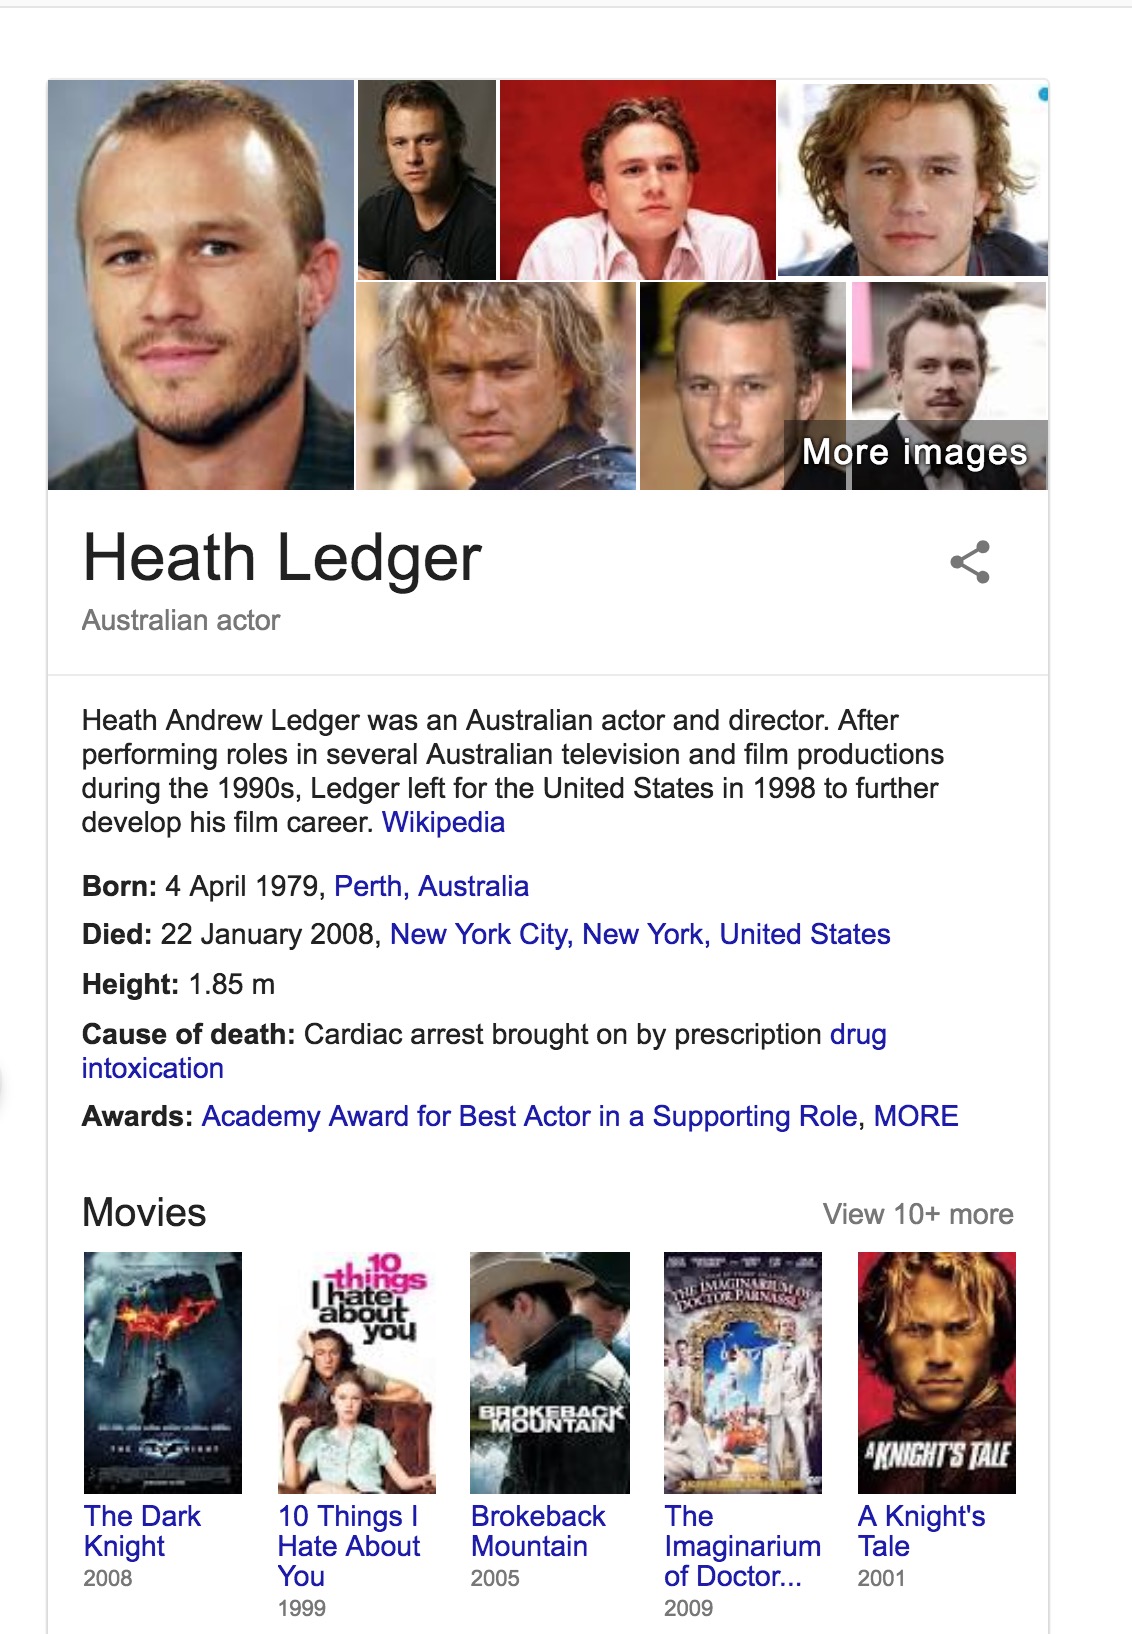 More images
Heath Ledger
Australian actor
Heath Andrew Ledger was an Australian actor and director. After
performing roles in several Australian television and film productions
during the 1990s, Ledger left for the United States in 1998 to further
develop his film career. Wikipedia
Born: 4 April 1979, Perth, Australia
Died: 22 January 2008, New York City, New York, United States
Height: 1.85 m
Cause of death: Cardiac arrest brought on by prescription drug
intoxication
Awards: Academy Award for Best Actor in a Supporting Role, MORE
Movies
View 10+ more
THE KNIGHT
10
things
I hate
about
you
BROKEBACK
MOUNTAIN
THE IMAGINARIUM OF
DOCTOR PARNASSUS
A KNIGHT'S TALE
The Dark
Knight
2008
10 Things I
Hate About
You
1999
Brokeback
Mountain
2005
The
Imaginarium
of Doctor...
2009
A Knight's
Tale
2001